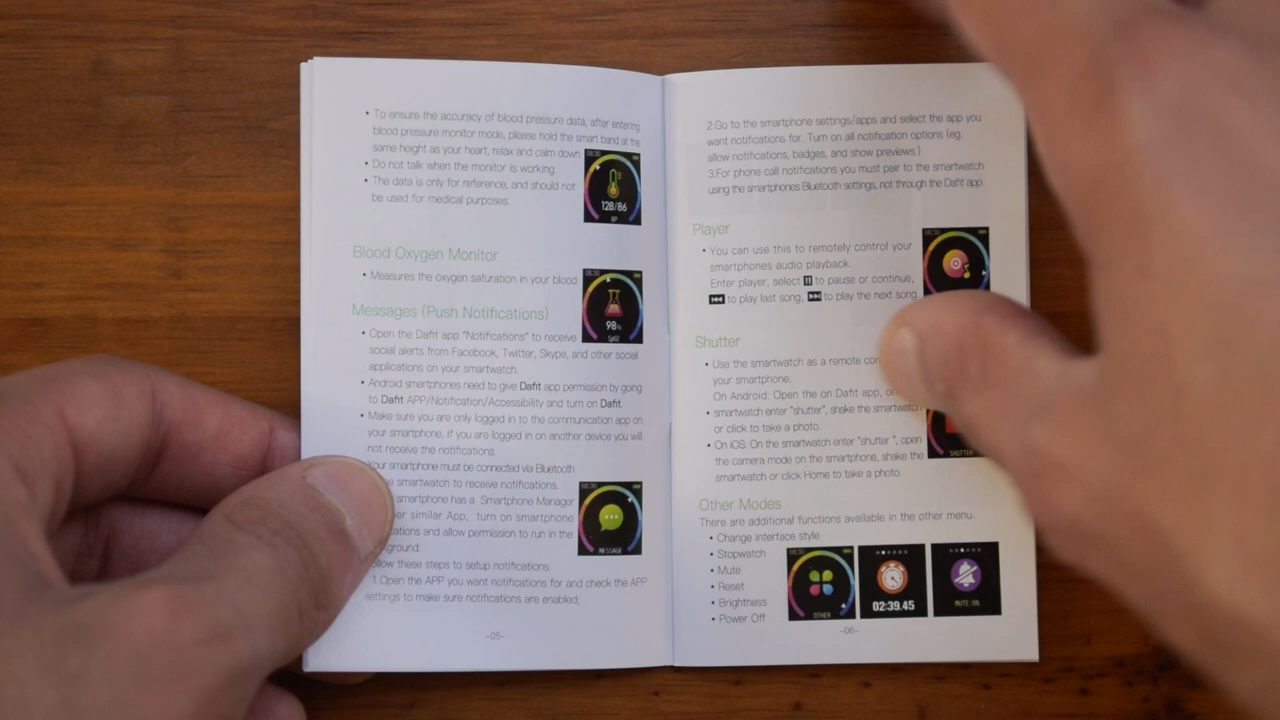 • To ensure the accuracy of blood pressure data, after entering
blood pressure monitor mode, please hold the smart band at the
same height as your heart, relax and calm down
• Do not talk when the monitor is working.
• The data is only for reference, and should not
be used for medical purposes.
08:30
128/86
BP
Blood Oxygen Monitor
• Measures the oxygen saturation in your blood
08:30
98%
SpO2
Messages (Push Notifications)
• Open the Dafit app "Notifications" to receive
social alerts from Facebook, Twitter, Skype, and other social
applications on your smartwatch.
• Android smartphones need to give Dafit app permission by going
to Dafit APP/Notification/Accessibility and turn on Dafit.
• Make sure you are only logged in to the communication app on
your smartphone, if you are logged in on another device you will
not receive the notifications.
Your smartphone must be connected via Bluetooth
smartwatch to receive notifications.
smartphone has a Smartphone Manager
similar App, turn on smartphone
and allow permission to run in the
these steps to setup notifications:
1.Open the APP you want notifications for and check the APP
settings to make sure notifications are enabled;
08:30
MESSAGE
-05-
2.Go to the smartphone settings/apps and select the app you
want notifications for. Turn on all notification options (eg.
allow notifications, badges, and show previews.)
3.For phone call notifications you must pair to the smartwatch
using the smartphones Bluetooth settings, not through the Dafit app.
Player
• You can use this to remotely control your
smartphones audio playback.
Enter player, select to pause or continue,
to play last song, to play the next song
08:30
Shutter
• Use the smartwatch as a remote
your smartphone.
On Android: Open the on Dafit app,
• smartwatch enter "shutter", shake the smartwatch
or click to take a photo.
• On iOS: On the smartwatch enter "shutter ", open
the camera mode on the smartphone, shake the
smartwatch or click Home to take a photo.
SHUTTER
Other Modes
There are additional functions available in the other menu.
• Change interface style
• Stopwatch
• Mute
• Reset
• Brightness
• Power Off
08:30
OTHER
02:39.45
MUTE:ON
-06-